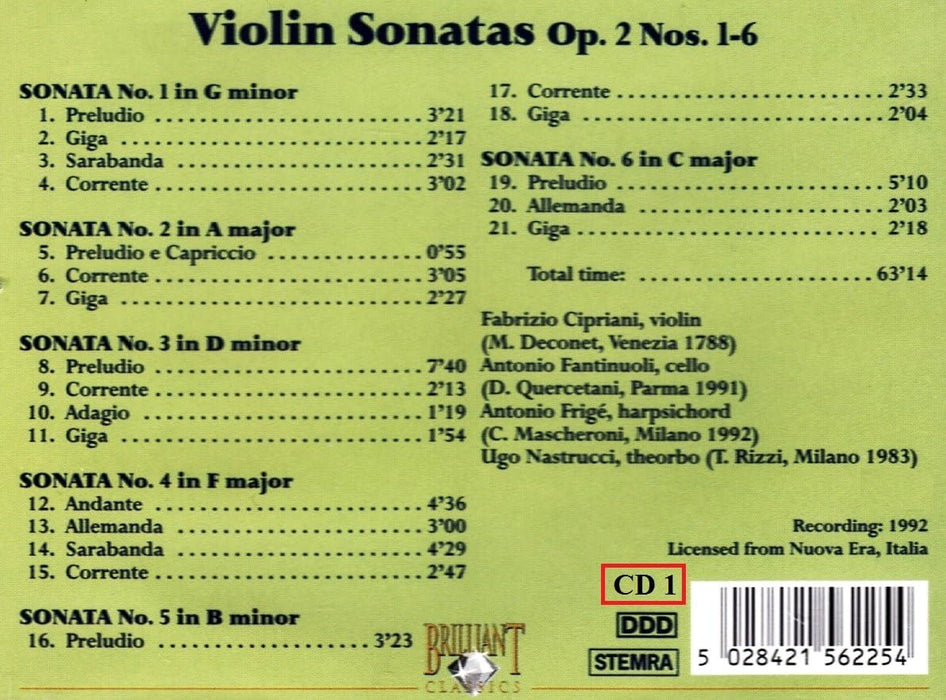 Violin Sonatas Op. 2 Nos. 1-6
SONATA No. 1 in G minor
1. Preludio ........................ 3'21
2. Giga ........................ 2'17
3. Sarabanda ........................ 2'31
4. Corrente ........................ 3'02
SONATA No. 2 in A major
5. Preludio e Capriccio ............... 0'55
6. Corrente ........................ 3'05
7. Giga ........................ 2'27
SONATA No. 3 in D minor
8. Preludio ........................ 7'40
9. Corrente ........................ 2'13
10. Adagio ........................ 1'19
11. Giga ........................ 1'54
SONATA No. 4 in F major
12. Andante ........................ 4'36
13. Allemanda ........................ 3'00
14. Sarabanda ........................ 4'29
15. Corrente ........................ 2'47
SONATA No. 5 in B minor
16. Preludio .................. 3'23
17. Corrente ........................ 2'33
18. Giga ........................ 2'04
SONATA No. 6 in C major
19. Preludio ........................ 5'10
20. Allemanda ........................ 2'03
21. Giga ........................ 2'18
Total time: .................. 63'14
Fabrizio Cipriani, violin
(M. Deconet, Venezia 1788)
Antonio Fantinuoli, cello
(D. Quercetani, Parma 1991)
Antonio Frigé, harpsichord
(C. Mascheroni, Milano 1992)
Ugo Nastrucci, theorbo (T. Rizzi, Milano 1983)
Recording: 1992
Licensed from Nuova Era, Italia
CD 1
DDD
STEMRA
BRILLIANT
CLASSICS
5 028421 562254